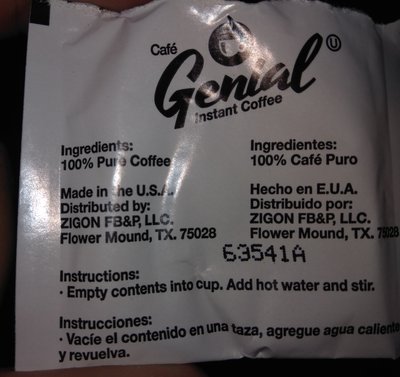 Café
Genial
Instant Coffee
U
Ingredients:
100% Pure Coffee
Ingredientes:
100% Café Puro
Made in the U.S.A.
Distributed by:
ZIGON FB&P, LLC.
Flower Mound, TX. 75028
Hecho en E.U.A.
Distribuido por:
ZIGON FB&P, LLC.
Flower Mound, TX. 75028
63541A
Instructions:
· Empty contents into cup. Add hot water and stir.
Instrucciones:
· Vacíe el contenido en una taza, agregue agua caliente
y revuelva.